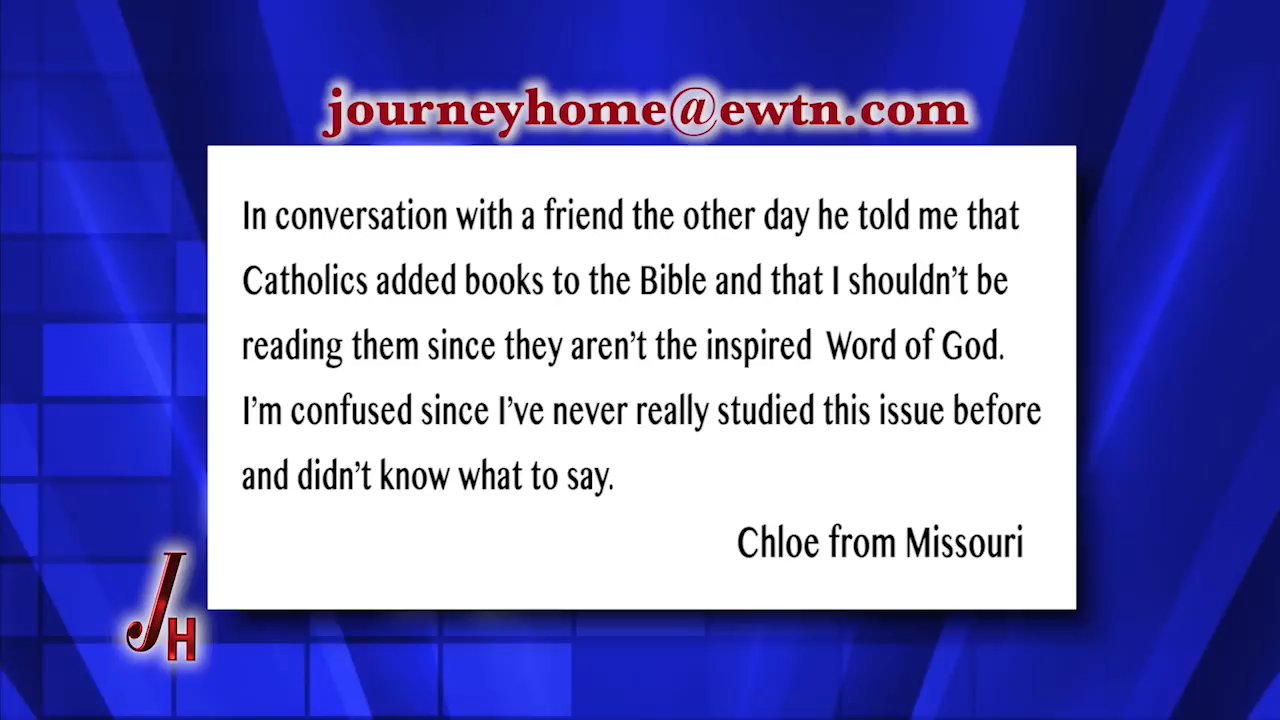 journeyhome@ewtn.com
In conversation with a friend the other day he told me that
Catholics added books to the Bible and that I shouldn't be
reading them since they aren't the inspired  Word of God.
I'm confused since I've never really studied this issue before
and didn't know what to say.
Chloe from Missouri
JH